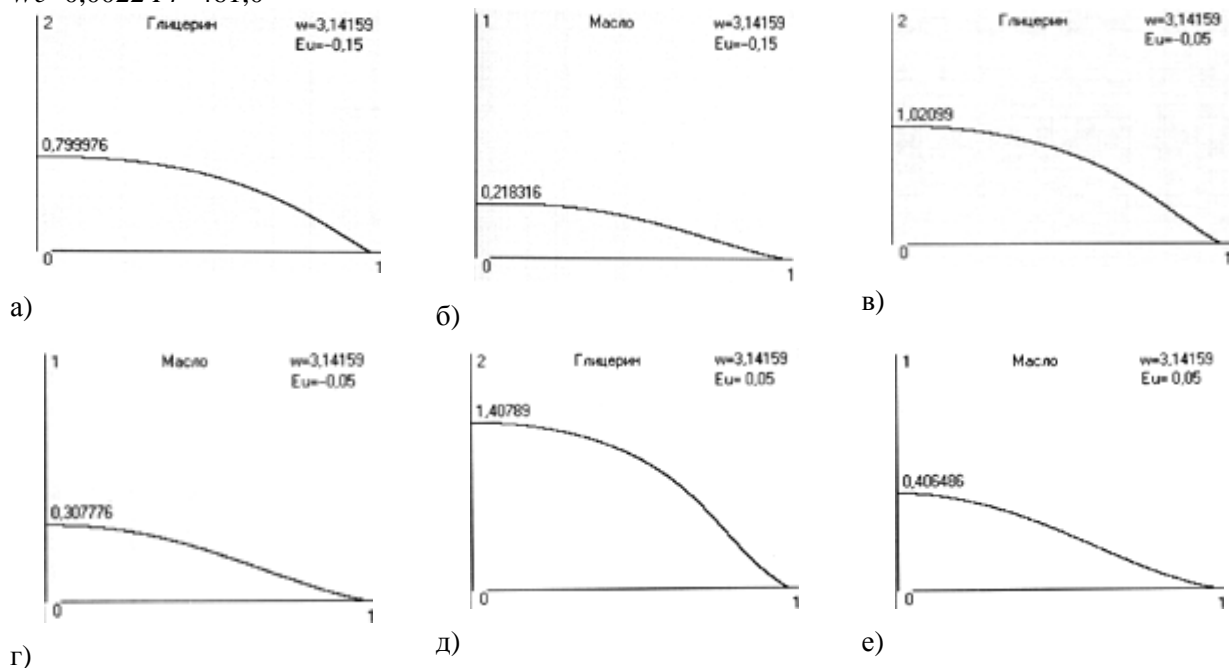 2 Глицерин w=3,14159
Eu=-0,15
0,799976
0 1
а)
1 Масло w=3,14159
Eu=-0,15
0,218316
0 1
б)
2 Глицерин w=3,14159
Eu=-0,05
1,02099
0 1
в)
1 Масло w=3,14159
Eu=-0,05
0,307776
0 1
г)
2 Глицерин w=3,14159
Eu= 0,05
1,40789
0 1
д)
1 Масло w=3,14159
Eu= 0,05
0,406486
0 1
е)